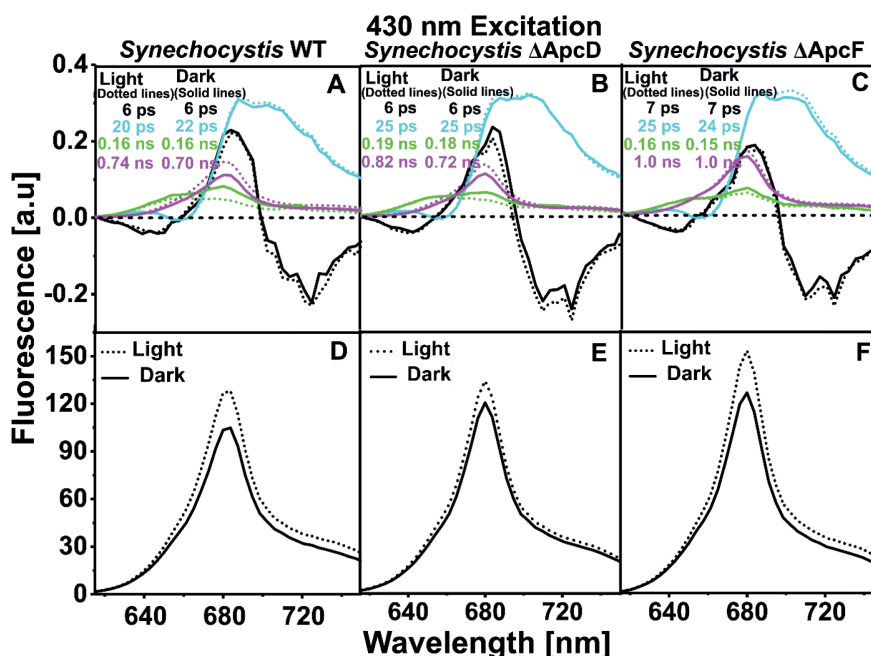 430 nm Excitation
Synechocystis WT
Synechocystis ΔApcD
Synechocystis ΔApcF
Fluorescence [a.u]
0.4
0.2
0.0
-0.2
A
Light Dark
(Dotted lines)(Solid lines)
6 ps 6 ps
20 ps 22 ps
0.16 ns 0.16 ns
0.74 ns 0.70 ns
B
Light Dark
(Dotted lines)(Solid lines)
6 ps 6 ps
25 ps 25 ps
0.19 ns 0.18 ns
0.82 ns 0.72 ns
C
Light Dark
(Dotted lines)(Solid lines)
7 ps 7 ps
25 ps 24 ps
0.16 ns 0.15 ns
1.0 ns 1.0 ns
150
120
90
60
30
0
D
Light
Dark
E
Light
Dark
F
Light
Dark
640 680 720
640 680 720
640 680 720
Wavelength [nm]